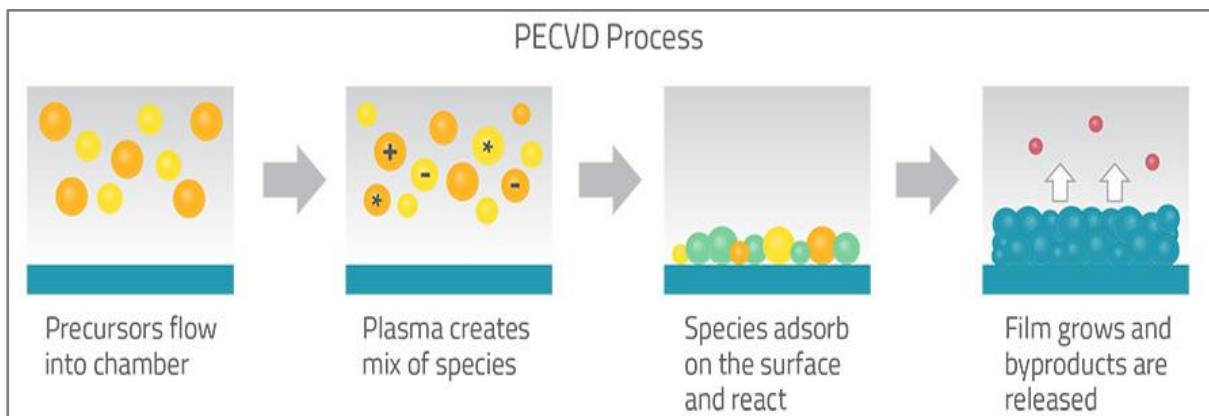 PECVD Process
+
*
-
*
-
Precursors flow
into chamber
Plasma creates
mix of species
Species adsorb
on the surface
and react
Film grows and
byproducts are
released